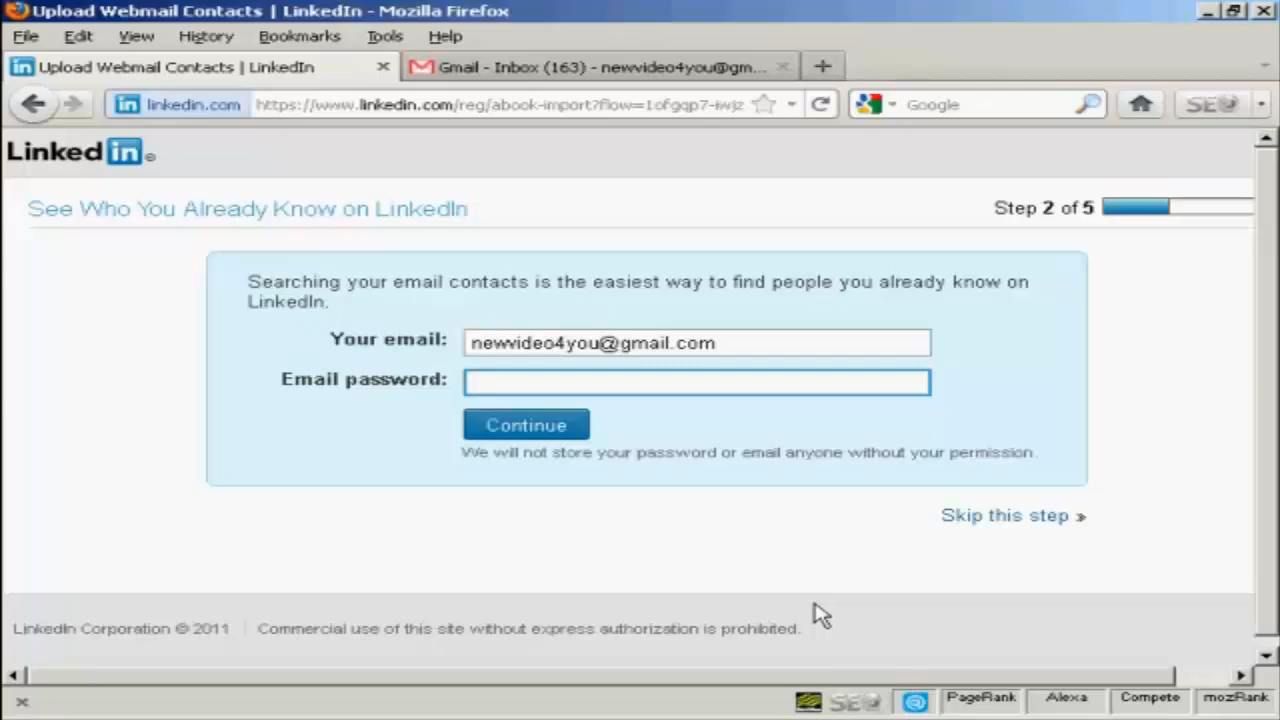 Upload Webmail Contacts | LinkedIn - Mozilla Firefox
File Edit View History Bookmarks Tools Help
Upload Webmail Contacts | LinkedIn
Gmail - Inbox (163) - newvideo4you@gm...
linkedin.com https://www.linkedin.com/reg/abook-import?flow=1ofgqp7-iwjz
Google
SEO
Linked in
See Who You Already Know on LinkedIn
Step 2 of 5
Searching your email contacts is the easiest way to find people you already know on
LinkedIn.
Your email: newvideo4you@gmail.com
Email password:
Continue
We will not store your password or email anyone without your permission.
Skip this step »
LinkedIn Corporation © 2011 | Commercial use of this site without express authorization is prohibited.
SEO PageRank Alexa Compete mozRank